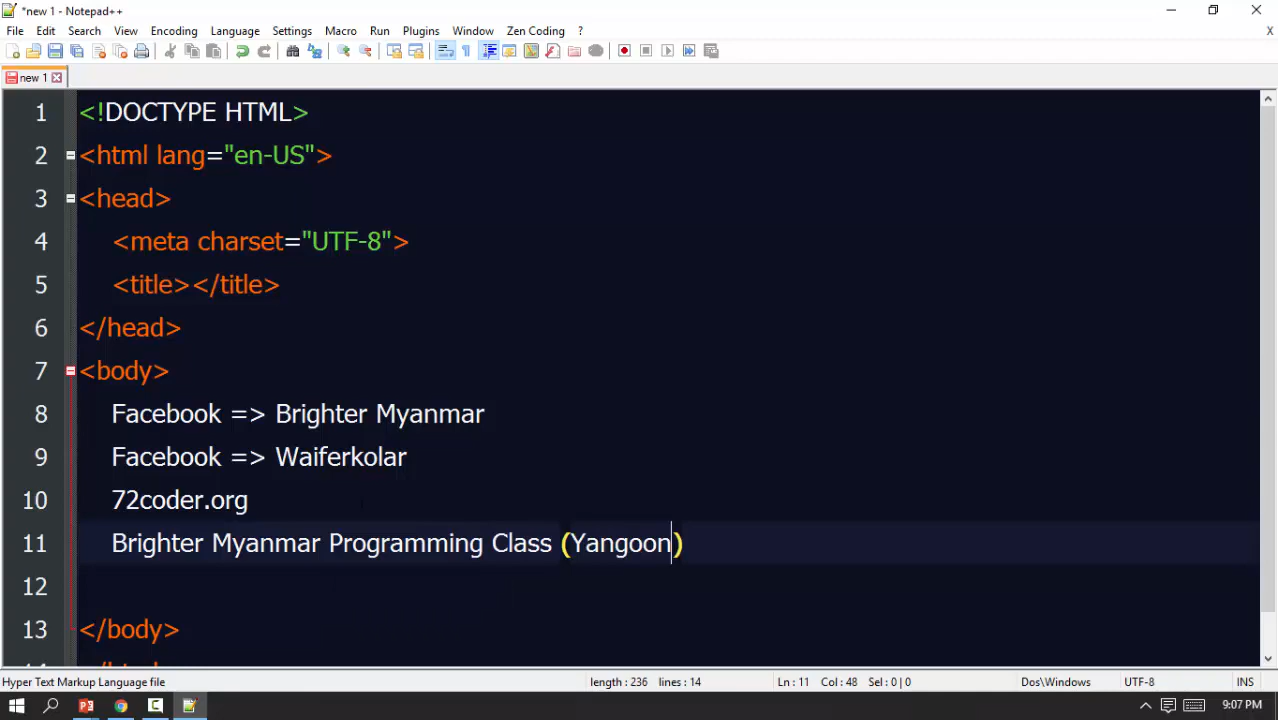 *new 1 - Notepad++
File Edit Search View Encoding Language Settings Macro Run Plugins Window Zen Coding ? X
new 1
1 <!DOCTYPE HTML>
2 <html lang="en-US">
3 <head>
4 <meta charset="UTF-8">
5 <title></title>
6 </head>
7 <body>
8 Facebook => Brighter Myanmar
9 Facebook => Waiferkolar
10 72coder.org
11 Brighter Myanmar Programming Class (Yangoon)
12
13 </body>
14 </html>
Hyper Text Markup Language file length : 236 lines : 14 Ln : 11 Col : 48 Sel : 0 | 0 Dos\Windows UTF-8 INS
9:07 PM